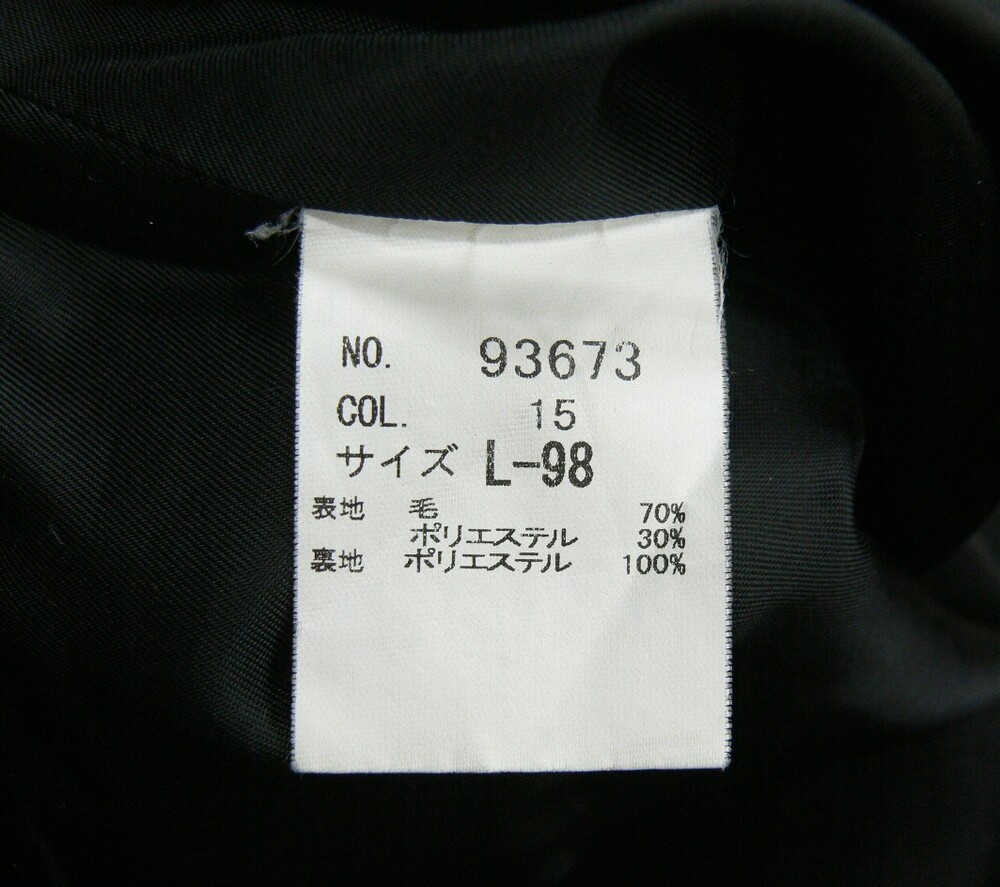 NO. 93673
COL. 15
サイズ L-98
表地 毛 70%
ポリエステル 30%
裏地 ポリエステル 100%